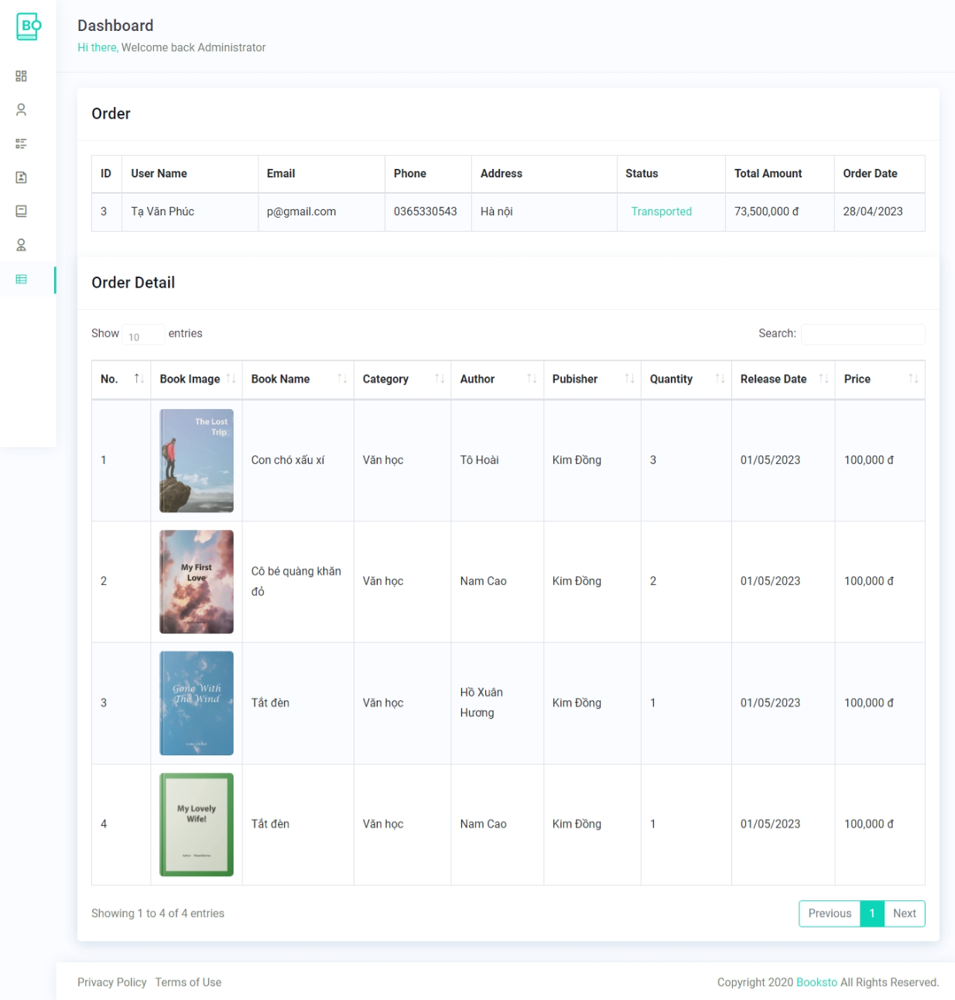 BO
Dashboard
Hi there, Welcome back Administrator
Order
ID User Name Email Phone Address Status Total Amount Order Date
3 Tạ Văn Phúc p@gmail.com 0365330543 Hà nội Transported 73,500,000 đ 28/04/2023
Order Detail
Show 10 entries Search:
No. Book Image Book Name Category Author Pubisher Quantity Release Date Price
The Lost
Trip
1 Con chó xấu xí Văn học Tô Hoài Kim Đồng 3 01/05/2023 100,000 đ
My First
Love
2 Cô bé quàng khăn đỏ Văn học Nam Cao Kim Đồng 2 01/05/2023 100,000 đ
Gone With
The Wind
3 Tắt đèn Văn học Hồ Xuân Hương Kim Đồng 1 01/05/2023 100,000 đ
My Lovely
Wife!
4 Tắt đèn Văn học Nam Cao Kim Đồng 1 01/05/2023 100,000 đ
Showing 1 to 4 of 4 entries Previous 1 Next
Privacy Policy Terms of Use Copyright 2020 Booksto All Rights Reserved.